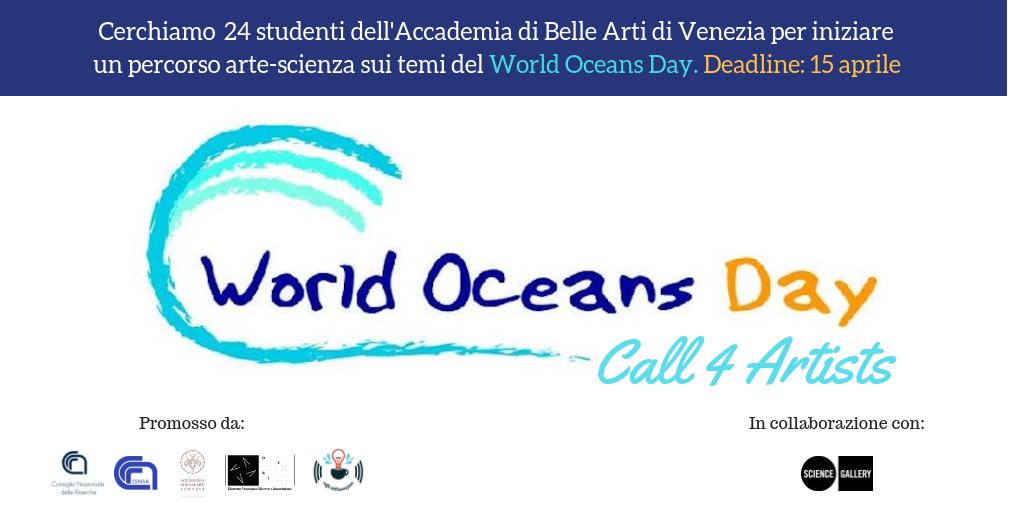 Cerchiamo 24 studenti dell'Accademia di Belle Arti di Venezia per iniziare
un percorso arte-scienza sui temi del World Oceans Day. Deadline: 15 aprile
World Oceans Day
Call 4 Artists
Promosso da:
In collaborazione con:
Consiglio Nazionale
delle Ricerche
ISMAR
ACCADEMIA
DI BELLE ARTI
VENEZIA
SCIENCE
GALLERY